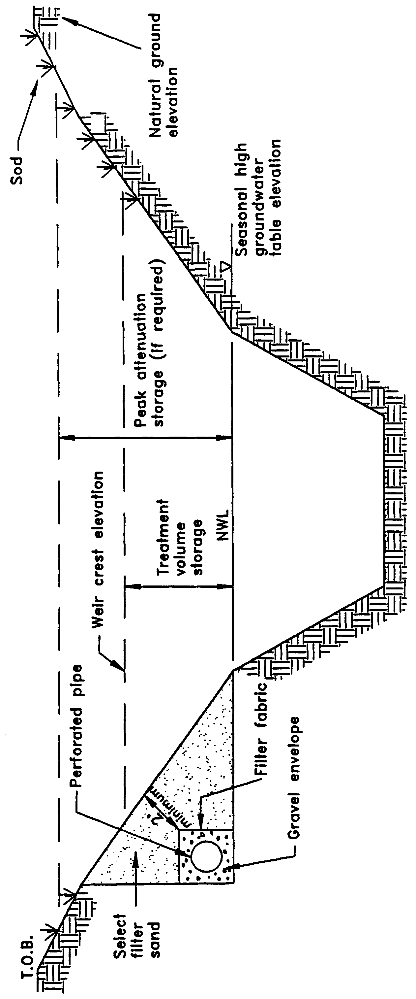 T.O.B.
Sod
Perforated pipe
Weir crest elevation
Natural ground
elevation
Select
filter
sand
2'
minimum
Treatment
volume
storage
Peak attenuation
storage (if required)
NWL
Seasonal high
groundwater
table elevation
Filter fabric
Gravel envelope